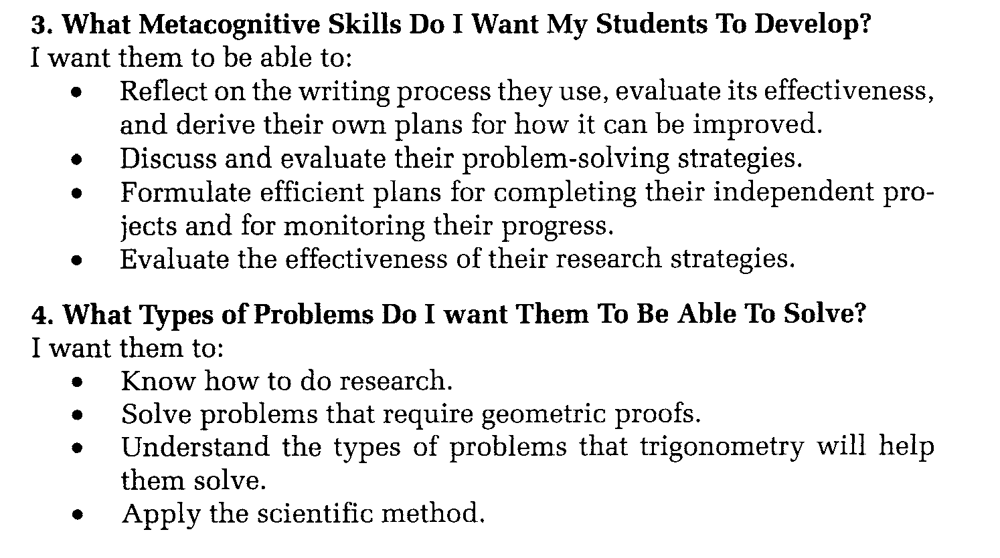 3. What Metacognitive Skills Do I Want My Students To Develop?
I want them to be able to:
• Reflect on the writing process they use, evaluate its effectiveness,
and derive their own plans for how it can be improved.
• Discuss and evaluate their problem-solving strategies.
• Formulate efficient plans for completing their independent pro-
jects and for monitoring their progress.
• Evaluate the effectiveness of their research strategies.
4. What Types of Problems Do I want Them To Be Able To Solve?
I want them to:
• Know how to do research.
• Solve problems that require geometric proofs.
• Understand the types of problems that trigonometry will help
them solve.
• Apply the scientific method.